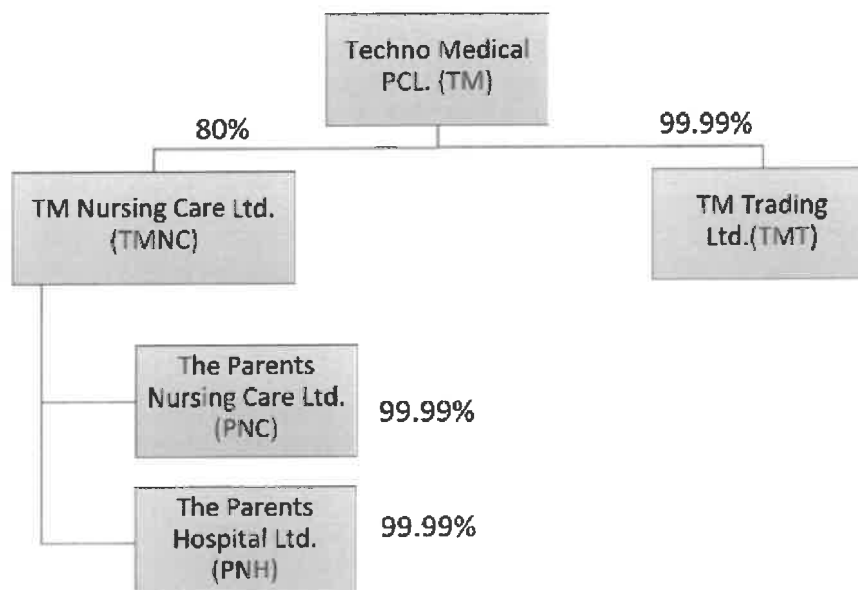 Techno Medical
PCL. (TM)
80%
99.99%
TM Nursing Care Ltd.
(TMNC)
TM Trading
Ltd.(TMT)
The Parents
Nursing Care Ltd.
(PNC)
99.99%
The Parents
Hospital Ltd.
(PNH)
99.99%